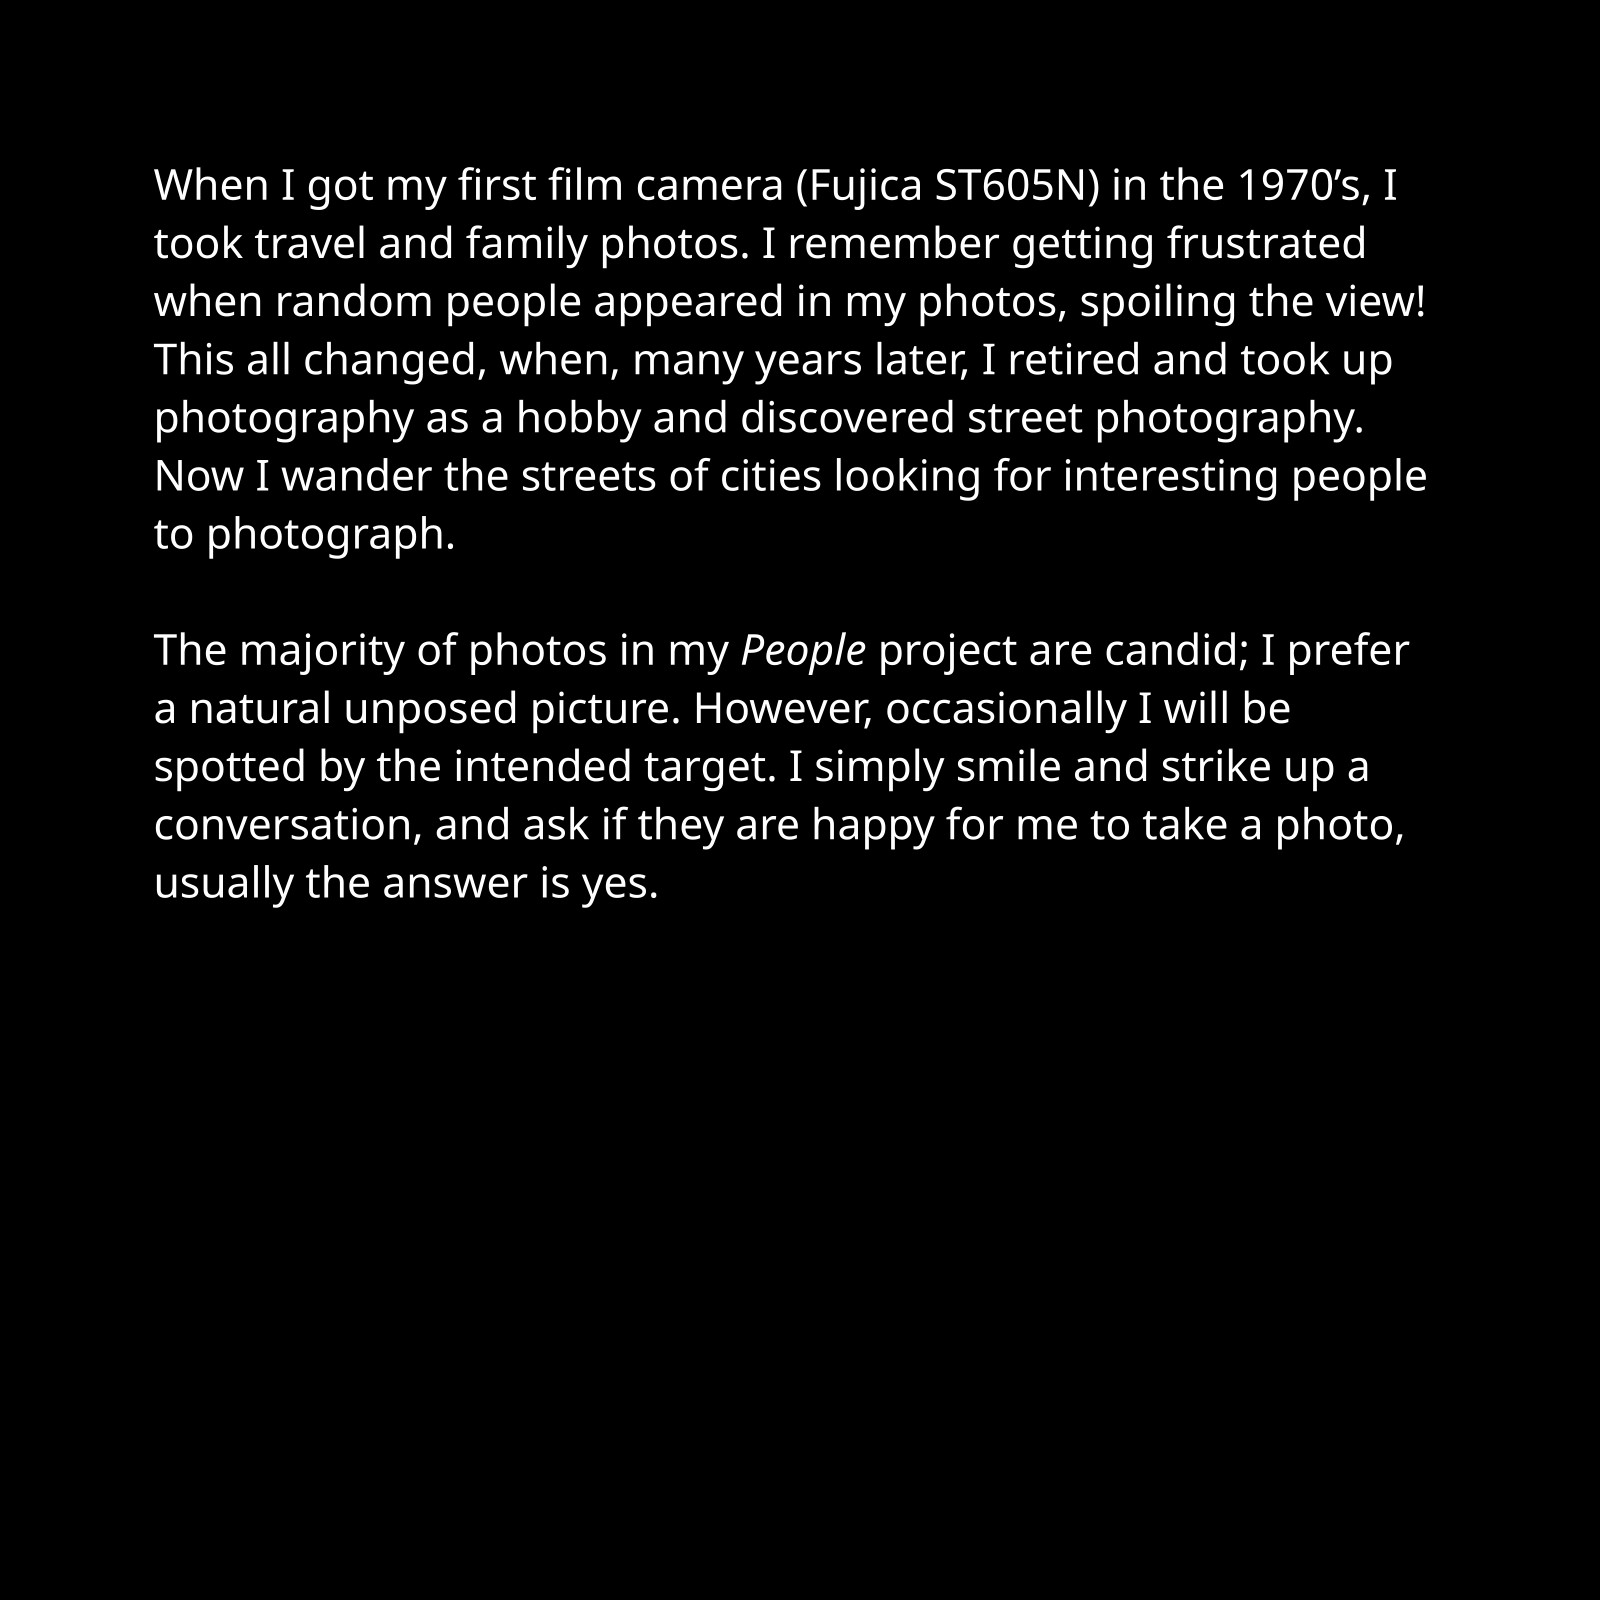 When I got my first film camera (Fujica ST605N) in the 1970’s, I
took travel and family photos. I remember getting frustrated
when random people appeared in my photos, spoiling the view!
This all changed, when, many years later, I retired and took up
photography as a hobby and discovered street photography.
Now I wander the streets of cities looking for interesting people
to photograph.
The majority of photos in my People project are candid; I prefer
a natural unposed picture. However, occasionally I will be
spotted by the intended target. I simply smile and strike up a
conversation, and ask if they are happy for me to take a photo,
usually the answer is yes.